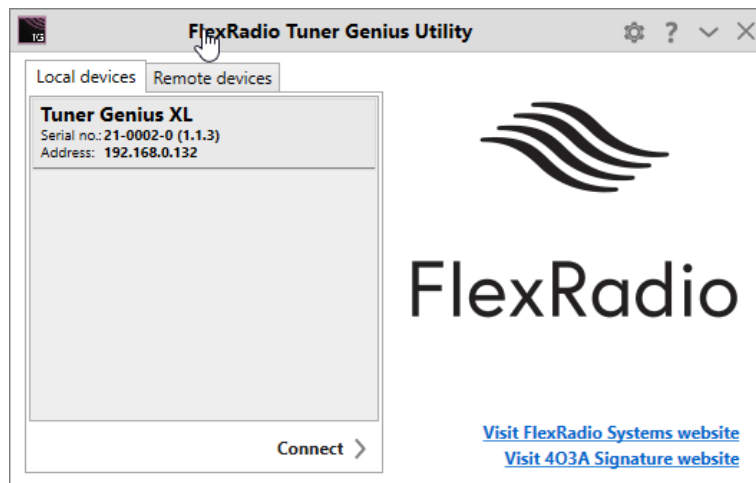 TG
FlexRadio Tuner Genius Utility
?
Local devices
Remote devices
Tuner Genius XL
Serial no.: 21-0002-0 (1.1.3)
Address: 192.168.0.132
FlexRadio
Connect
Visit FlexRadio Systems website
Visit 4O3A Signature website